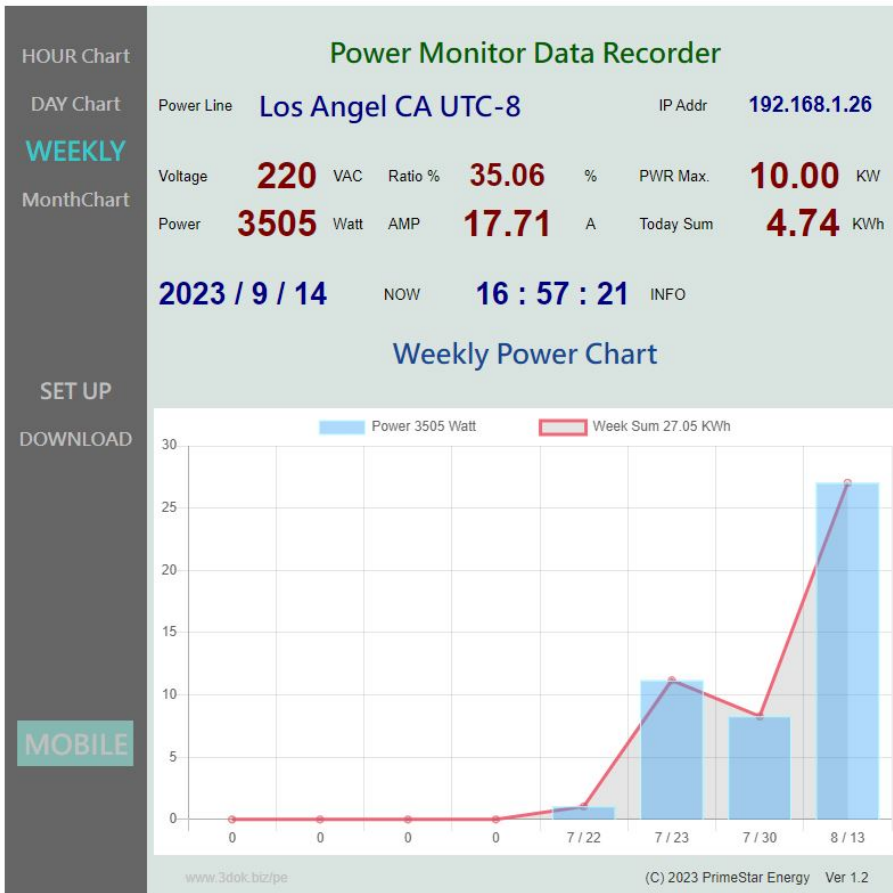 HOUR Chart
DAY Chart
WEEKLY
MonthChart
SET UP
DOWNLOAD
MOBILE
Power Monitor Data Recorder
Power Line Los Angel CA UTC-8 IP Addr 192.168.1.26
Voltage 220 VAC Ratio % 35.06 % PWR Max. 10.00 KW
Power 3505 Watt AMP 17.71 A Today Sum 4.74 KWh
2023 / 9 / 14 NOW 16 : 57 : 21 INFO
Weekly Power Chart
Power 3505 Watt Week Sum 27.05 KWh
30
25
20
15
10
5
0
0 0 0 0 7 / 22 7 / 23 7 / 30 8 / 13
www.3dok.biz/pe (C) 2023 PrimeStar Energy Ver 1.2